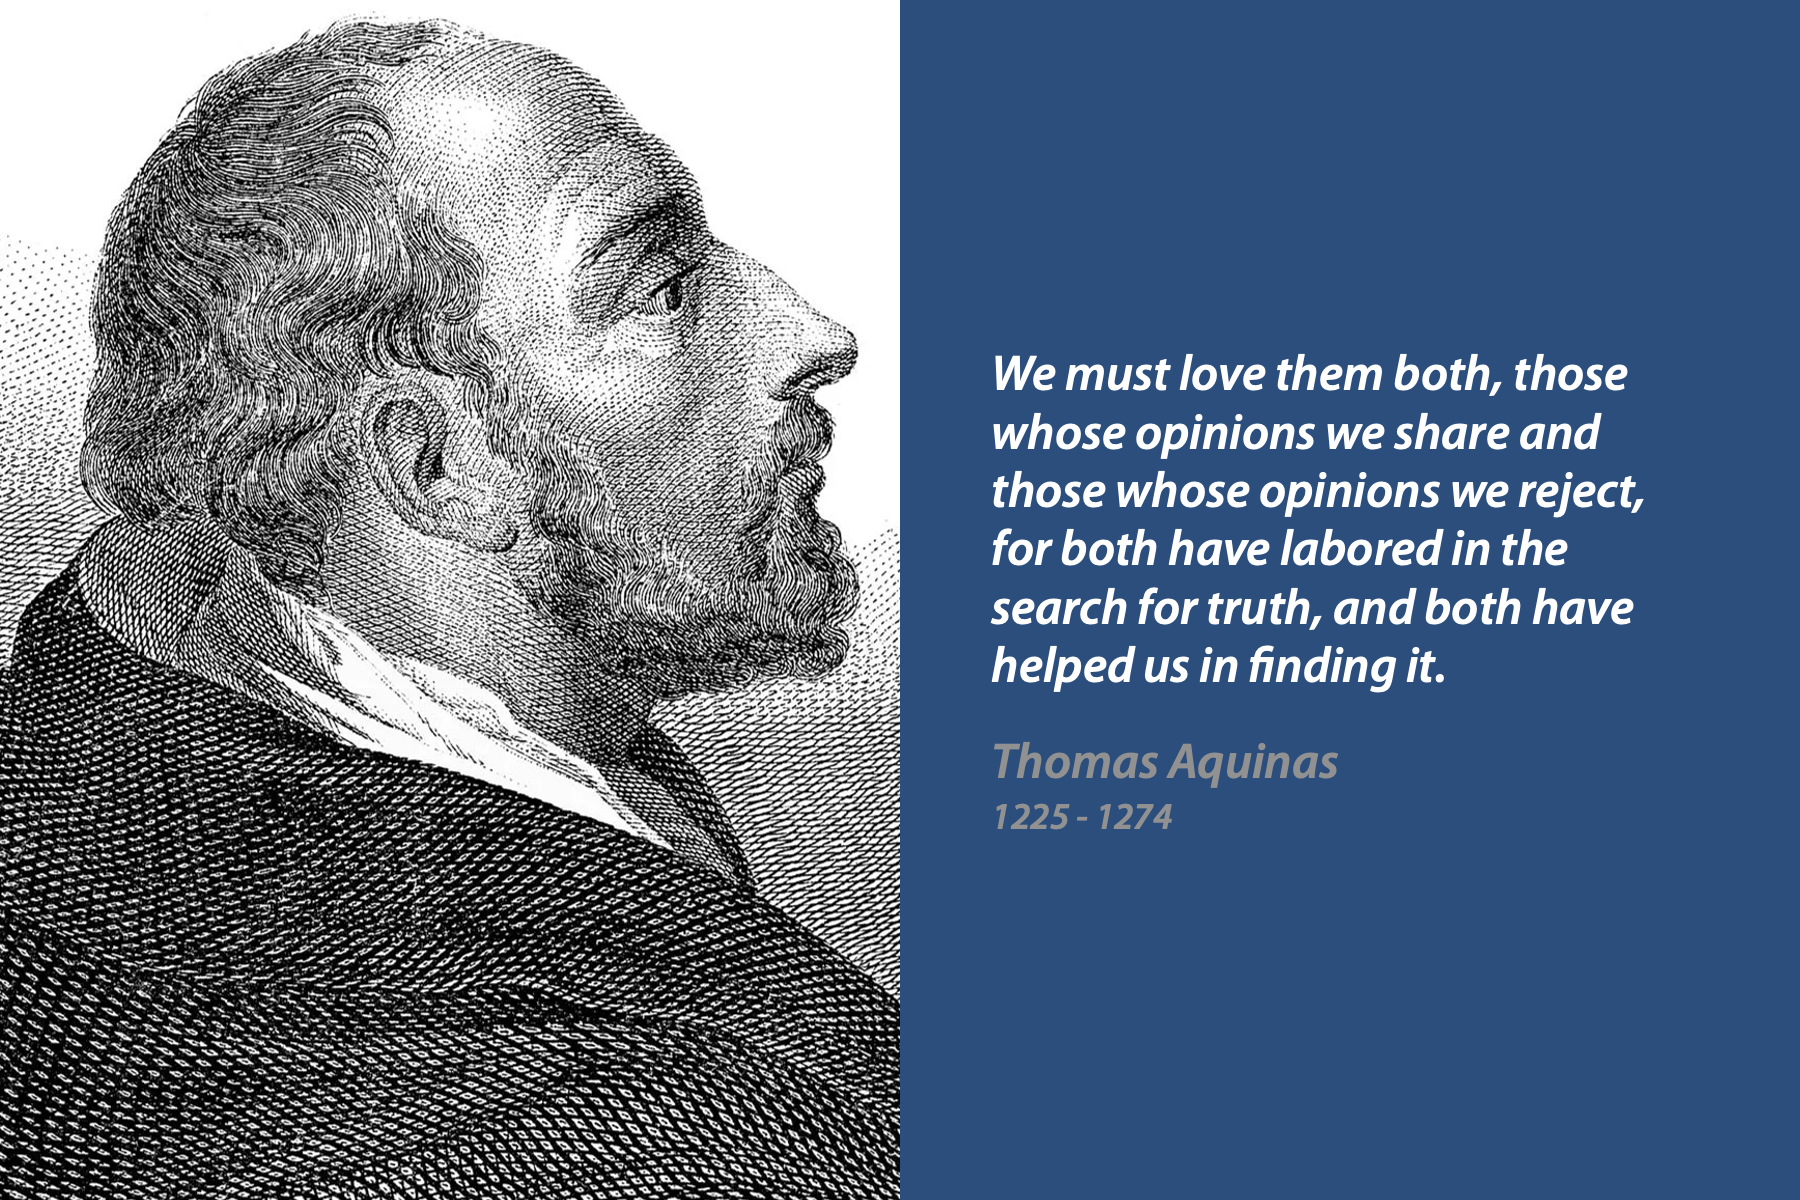 We must love them both, those
whose opinions we share and
those whose opinions we reject,
for both have labored in the
search for truth, and both have
helped us in finding it.
Thomas Aquinas
1225 - 1274